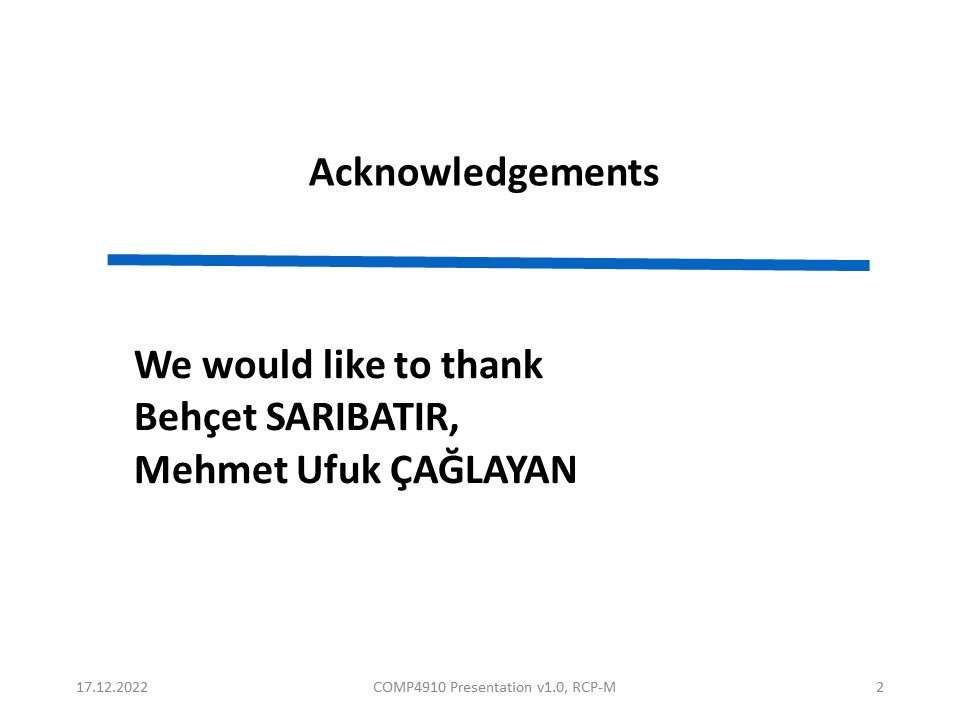 Acknowledgements
We would like to thank
Behçet SARIBATIR,
Mehmet Ufuk ÇAĞLAYAN
17.12.2022 COMP4910 Presentation v1.0, RCP-M 2